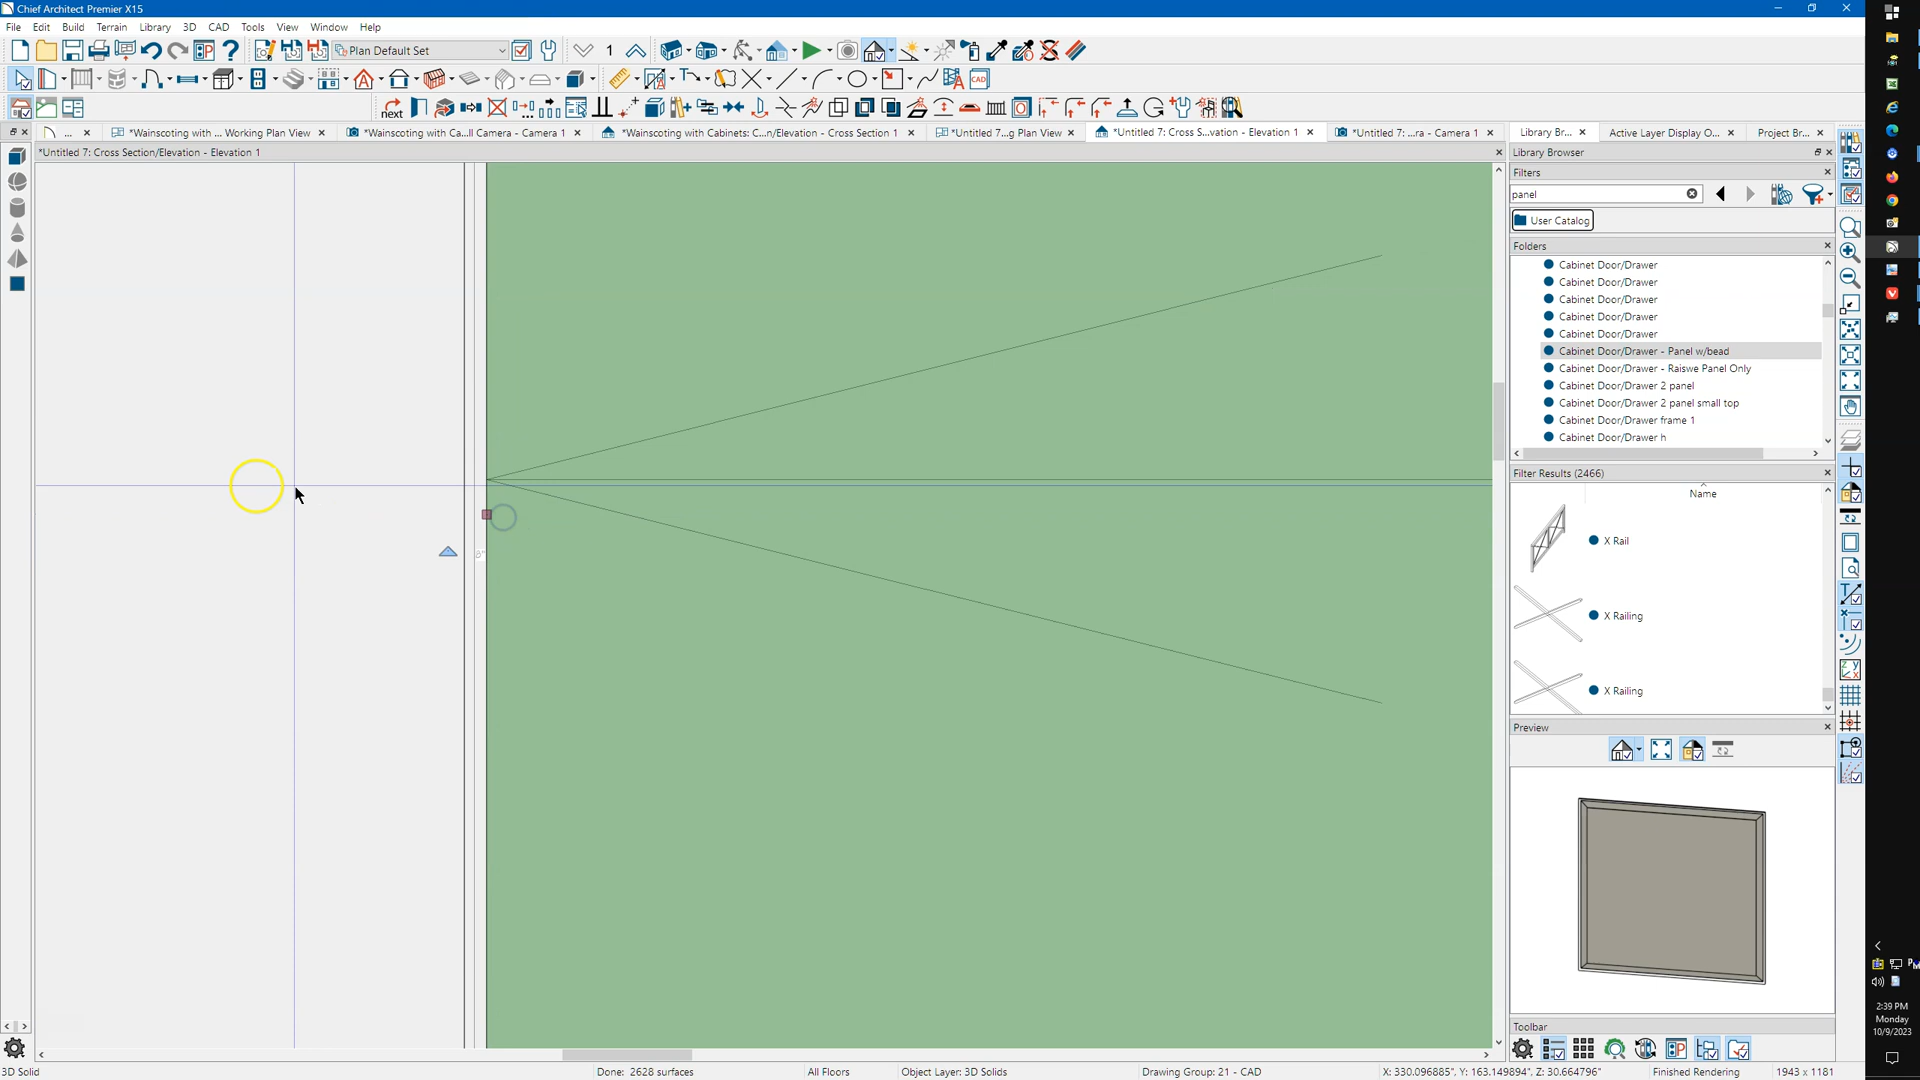 Chief Architect Premier X15
File Edit Build Terrain Library 3D CAD Tools View Window Help
Plan Default Set
1
next
CAD
...
*Wainscoting with ... Working Plan View
*Wainscoting with Ca...ll Camera - Camera 1
*Wainscoting with Cabinets: C...n/Elevation - Cross Section 1
*Untitled 7...g Plan View
*Untitled 7: Cross S...vation - Elevation 1
*Untitled 7: ...ra - Camera 1
Library Br...
Active Layer Display O...
Project Br...
*Untitled 7: Cross Section/Elevation - Elevation 1
Library Browser
Filters
panel
User Catalog
Folders
Cabinet Door/Drawer
Cabinet Door/Drawer
Cabinet Door/Drawer
Cabinet Door/Drawer
Cabinet Door/Drawer
Cabinet Door/Drawer - Panel w/bead
Cabinet Door/Drawer - Raiswe Panel Only
Cabinet Door/Drawer 2 panel
Cabinet Door/Drawer 2 panel small top
Cabinet Door/Drawer frame 1
Cabinet Door/Drawer h
Filter Results (2466)
Name
X Rail
X Railing
X Railing
Preview
Toolbar
2:39 PM
Monday
10/9/2023
3D Solid
Done: 2628 surfaces
All Floors
Object Layer: 3D Solids
Drawing Group: 21 - CAD
X: 330.096885", Y: 163.149894", Z: 30.664796"
Finished Rendering
1943 x 1181